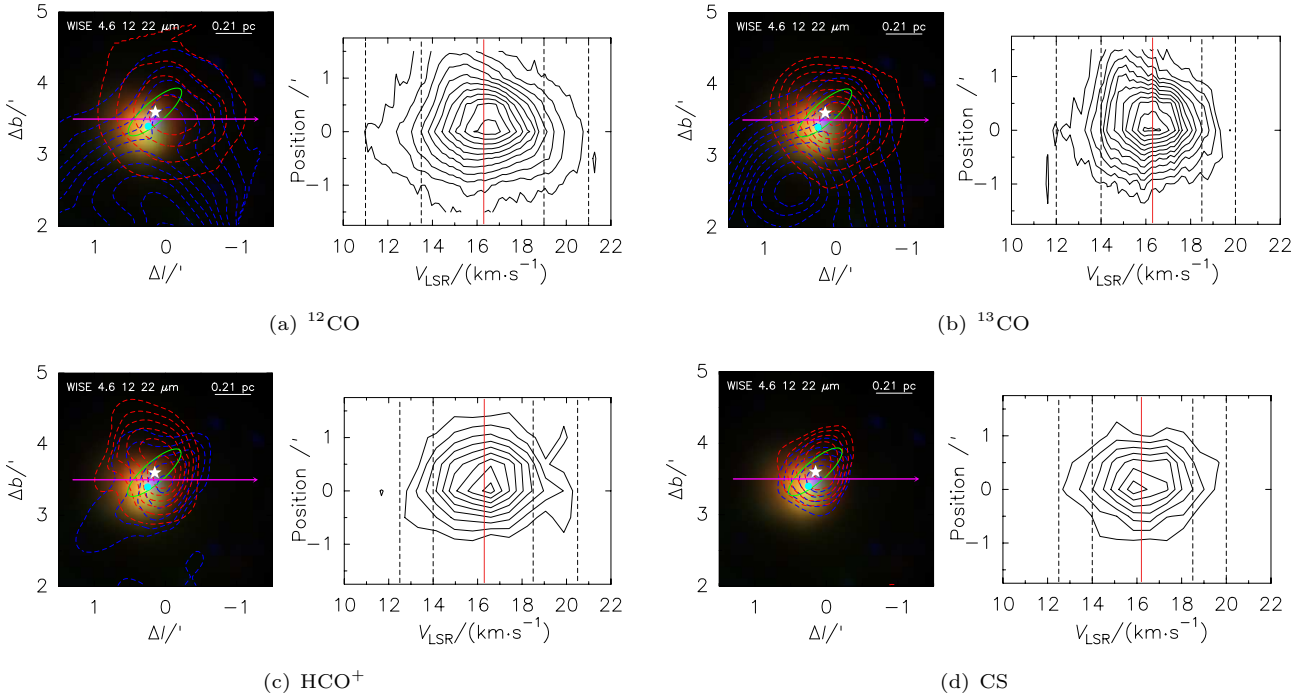 WISE 4.6 12 22 μm 0.21 pc
5
4
3
2
Δb/′
1 0 −1
Δl/′
1
0
−1
Position /′
10 12 14 16 18 20 22
V_LSR/(km·s⁻¹)
(a) ¹²CO
WISE 4.6 12 22 μm 0.21 pc
5
4
3
2
Δb/′
1 0 −1
Δl/′
1
0
−1
Position /′
10 12 14 16 18 20 22
V_LSR/(km·s⁻¹)
(b) ¹³CO
WISE 4.6 12 22 μm 0.21 pc
5
4
3
2
Δb/′
1 0 −1
Δl/′
1
0
−1
Position /′
10 12 14 16 18 20 22
V_LSR/(km·s⁻¹)
(c) HCO⁺
WISE 4.6 12 22 μm 0.21 pc
5
4
3
2
Δb/′
1 0 −1
Δl/′
1
0
−1
Position /′
10 12 14 16 18 20 22
V_LSR/(km·s⁻¹)
(d) CS